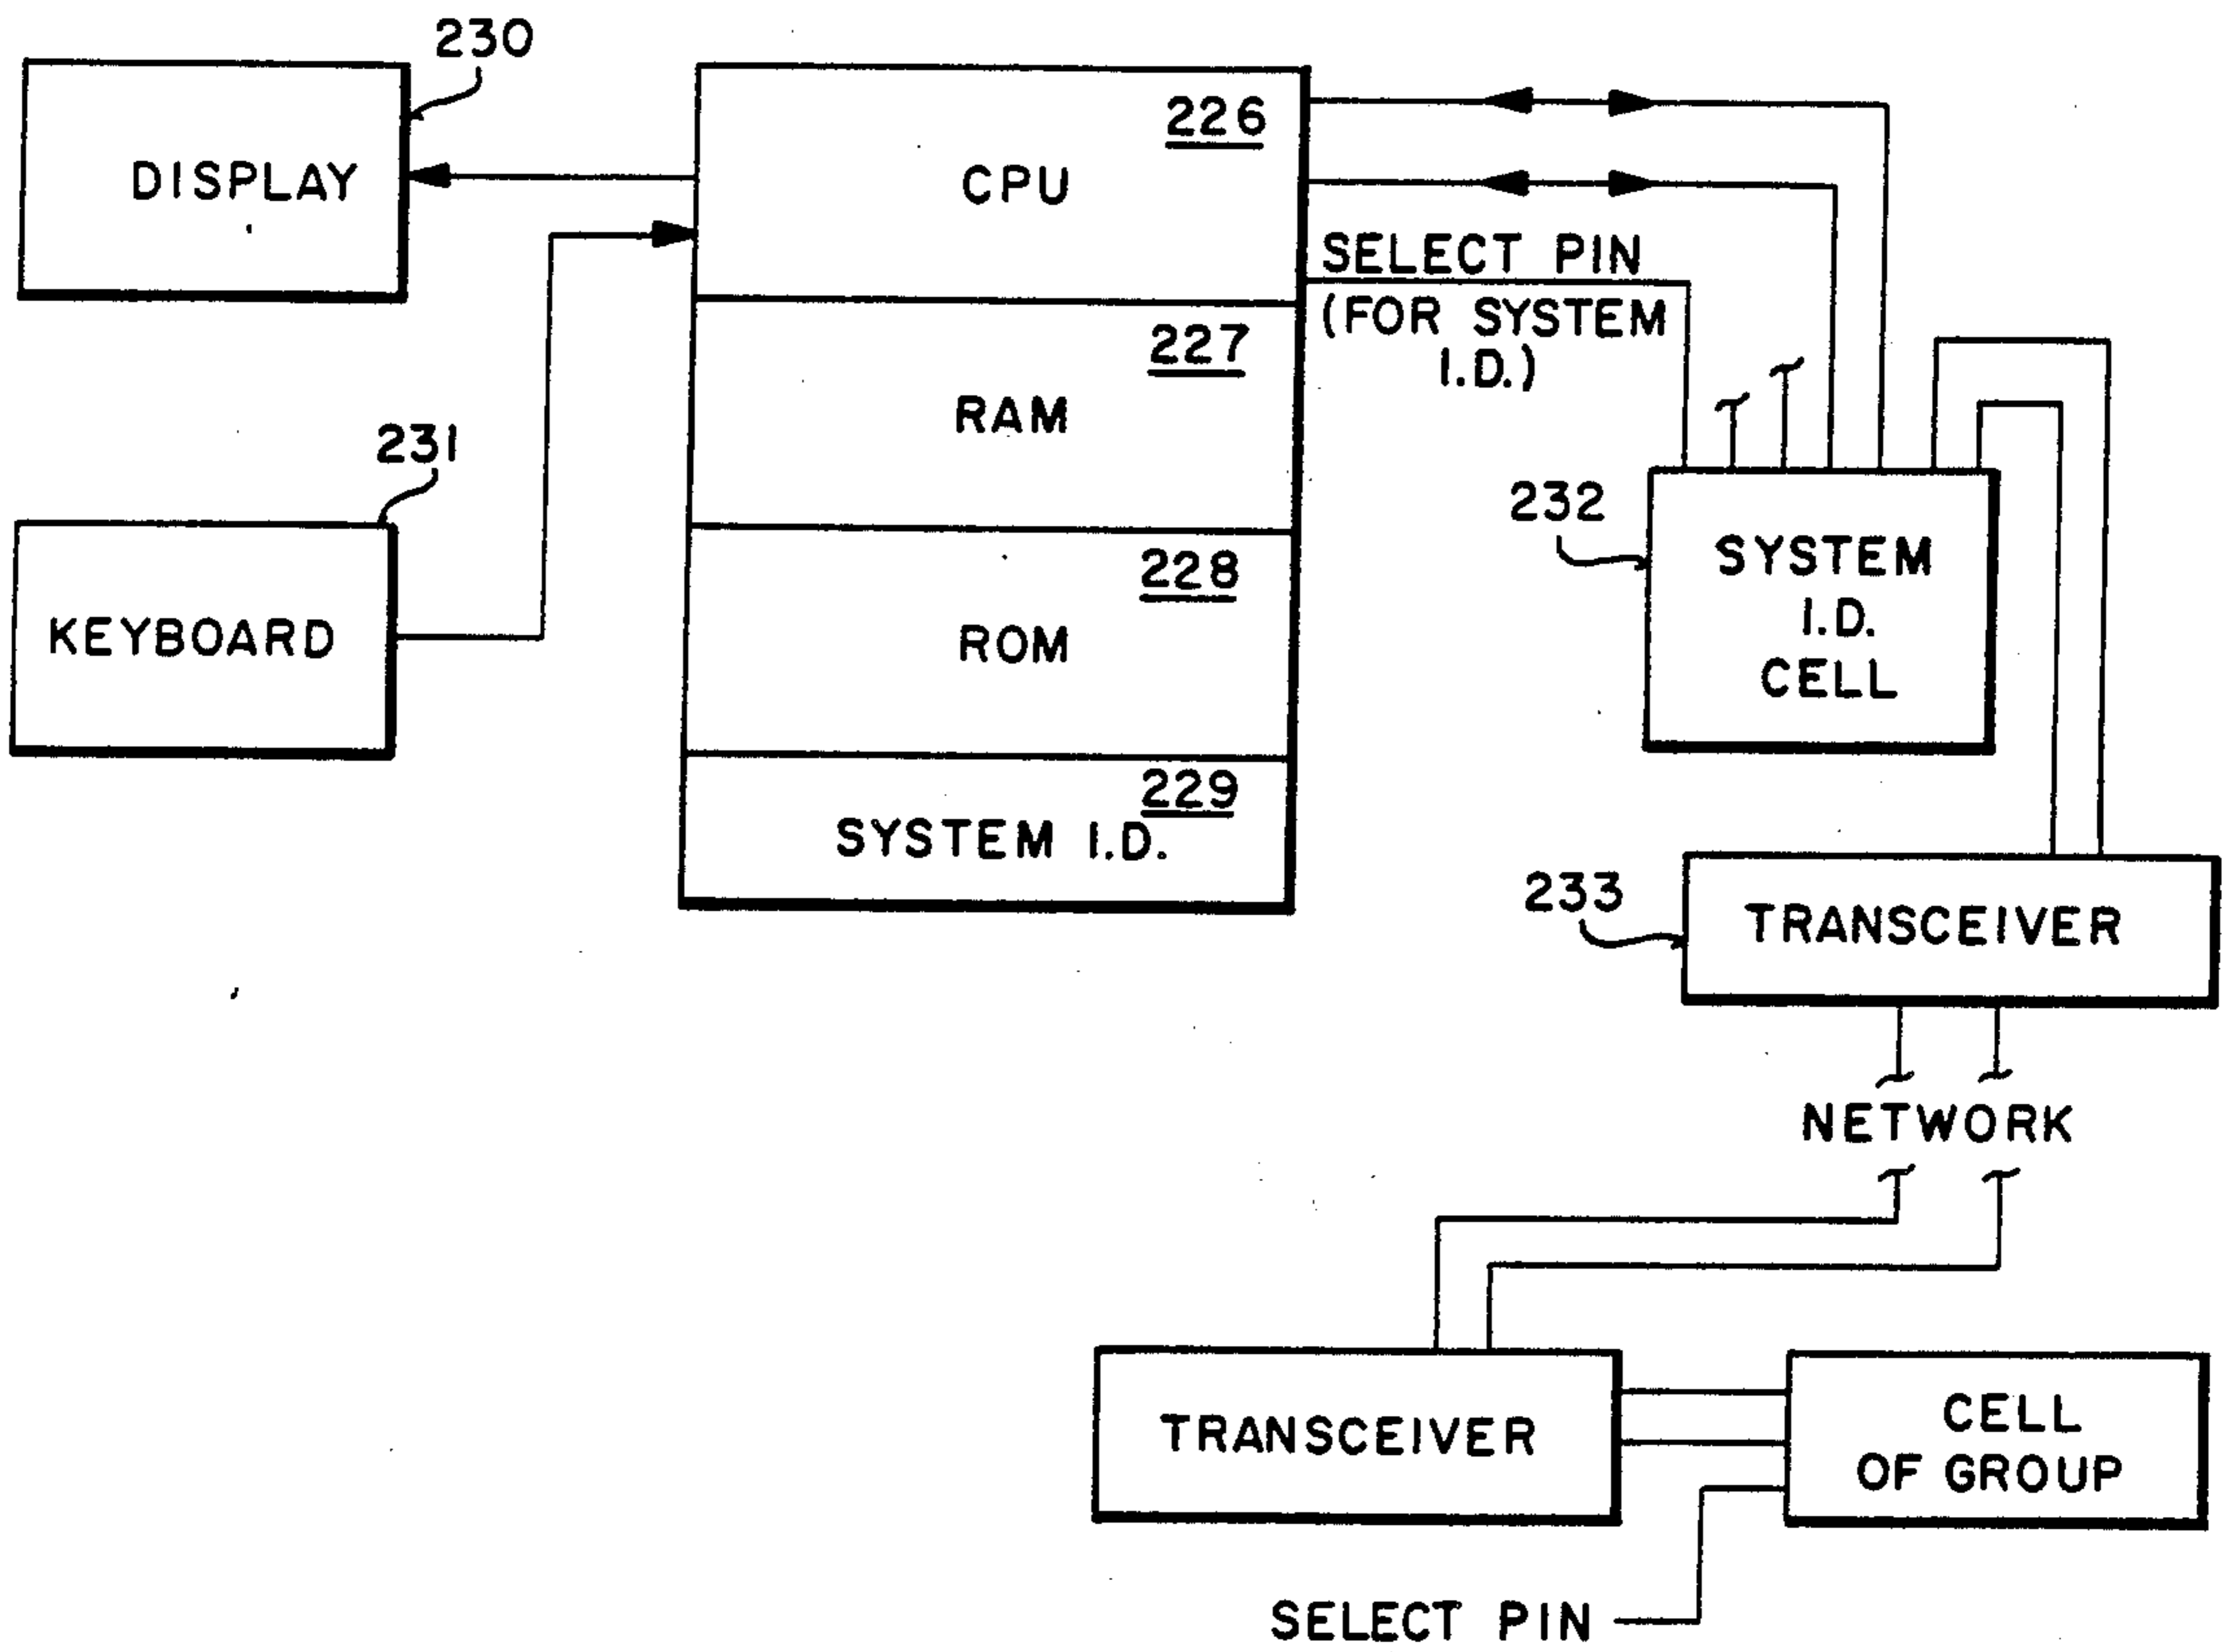 230
DISPLAY
226
CPU
SELECT PIN
(FOR SYSTEM
I.D.)
227
RAM
231
KEYBOARD
228
ROM
232
SYSTEM
I.D.
CELL
229
SYSTEM I.D.
233
TRANSCEIVER
NETWORK
TRANSCEIVER
CELL
OF GROUP
SELECT PIN